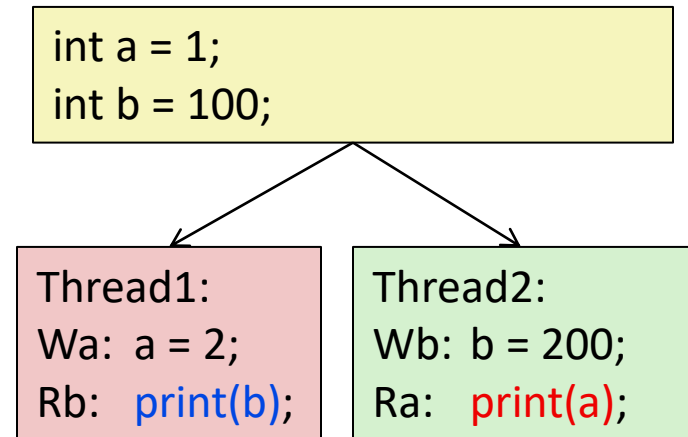 int a = 1;
int b = 100;
Thread1:
Wa: a = 2;
Rb: print(b);
Thread2:
Wb: b = 200;
Ra: print(a);